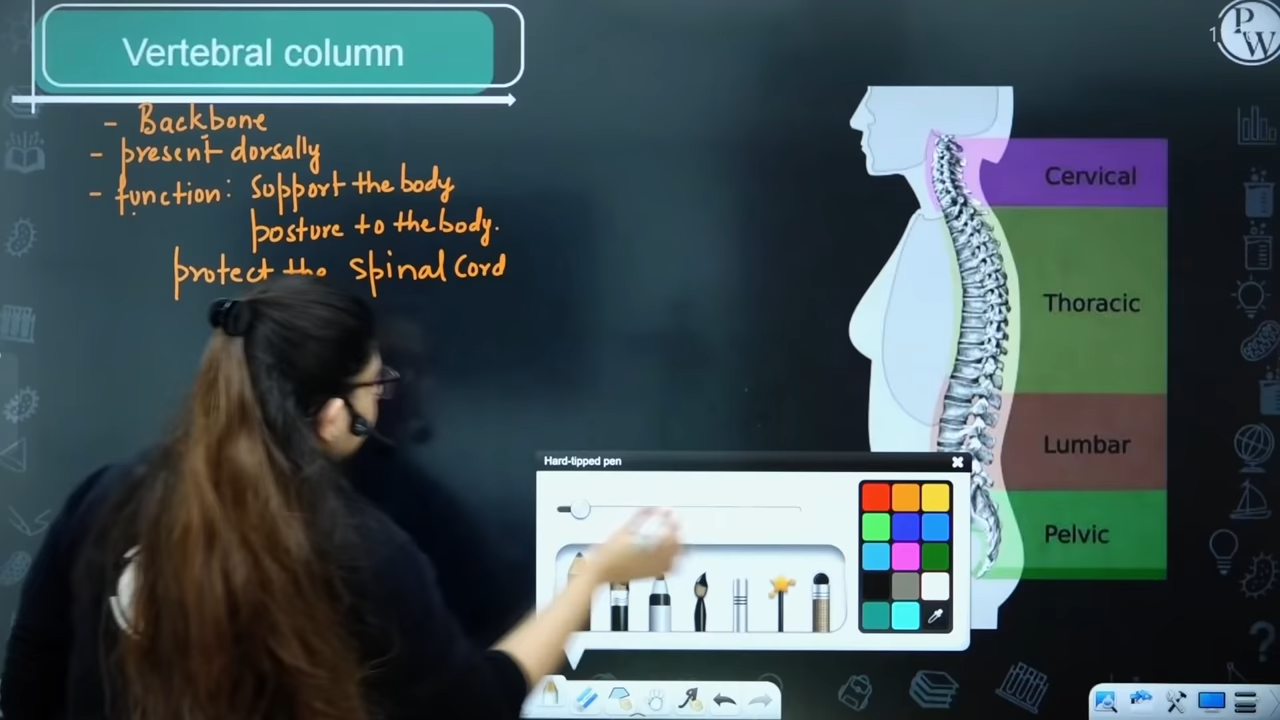 Vertebral column
- Backbone
- present dorsally
- function: Support the body
posture to the body.
protect the Spinal Cord
PW
Cervical
Thoracic
Lumbar
Pelvic
Hard-tipped pen